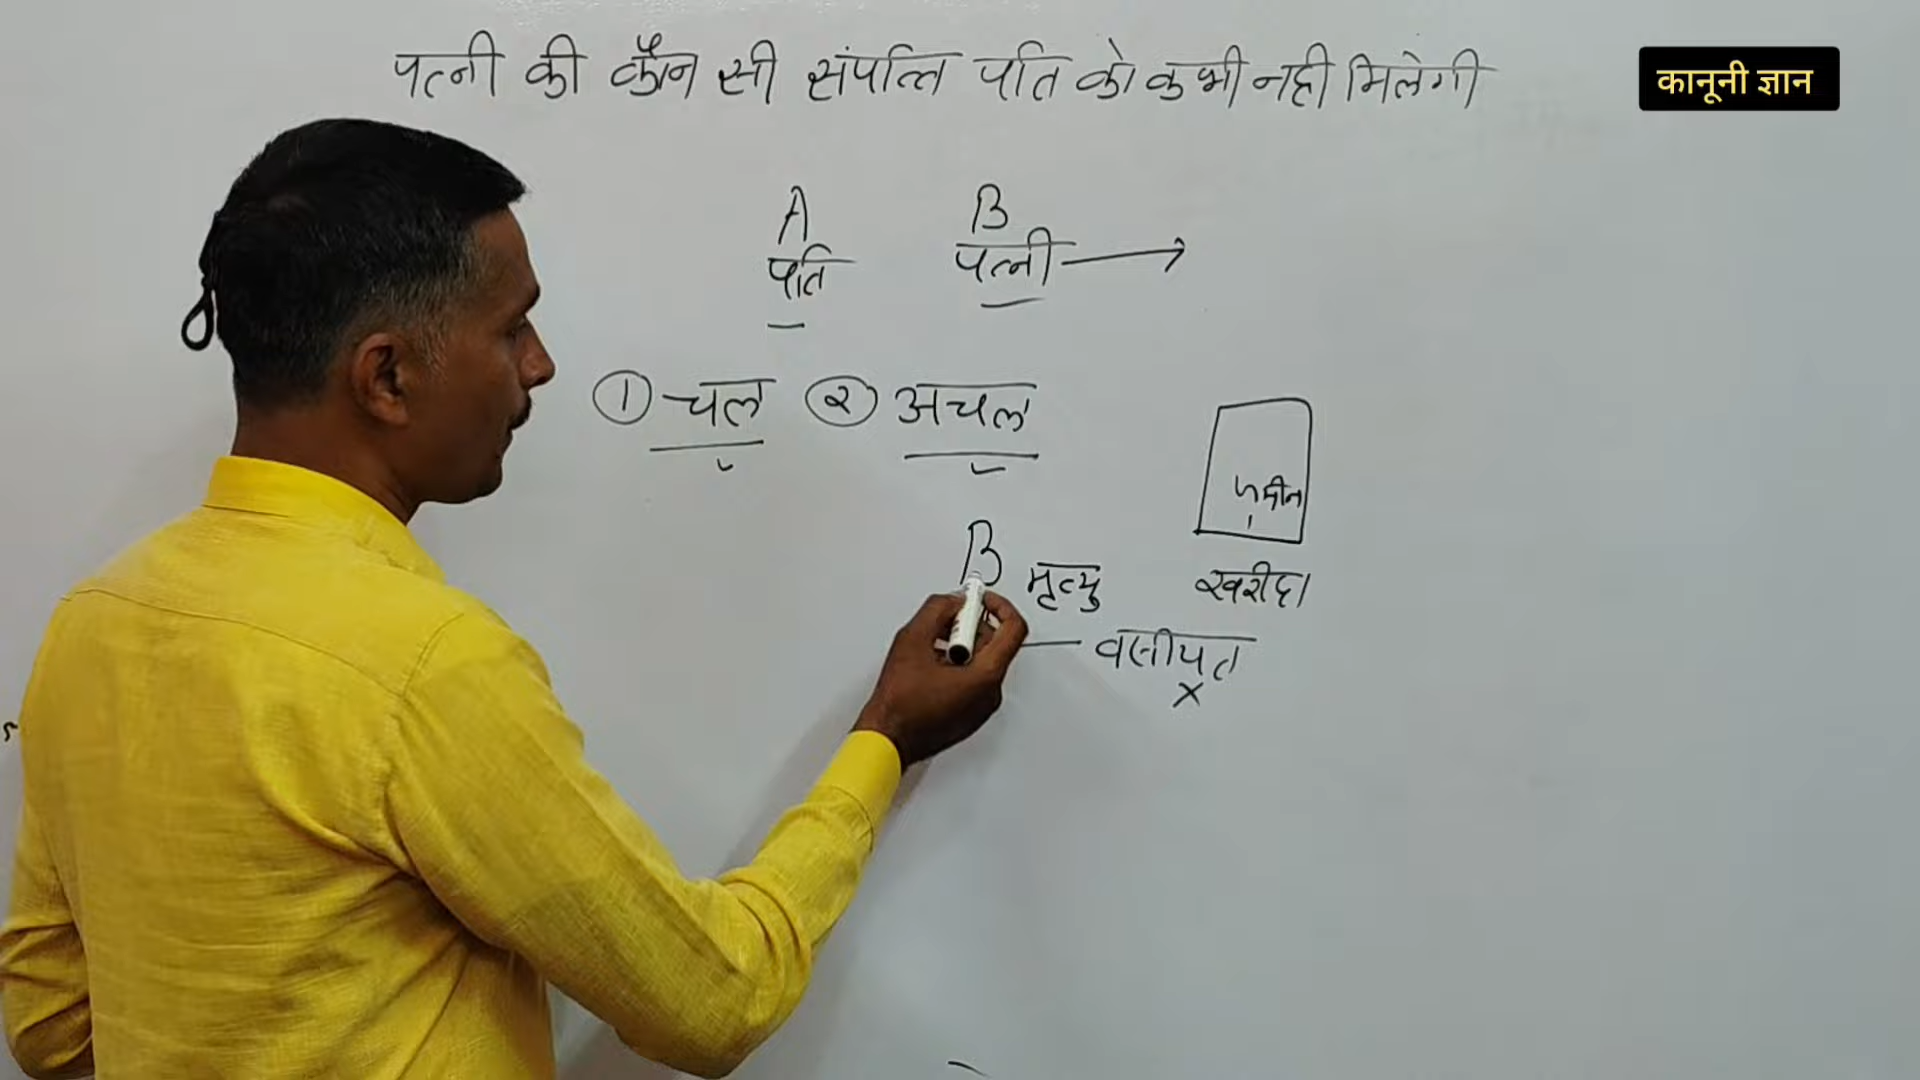 पत्नी की कौन सी संपत्ति पति को कभी नही मिलेगी
कानूनी ज्ञान
A B
पति पत्नी
① चल ② अचल
जमीन
B मृत्यु खरीदा
वसीयत
x